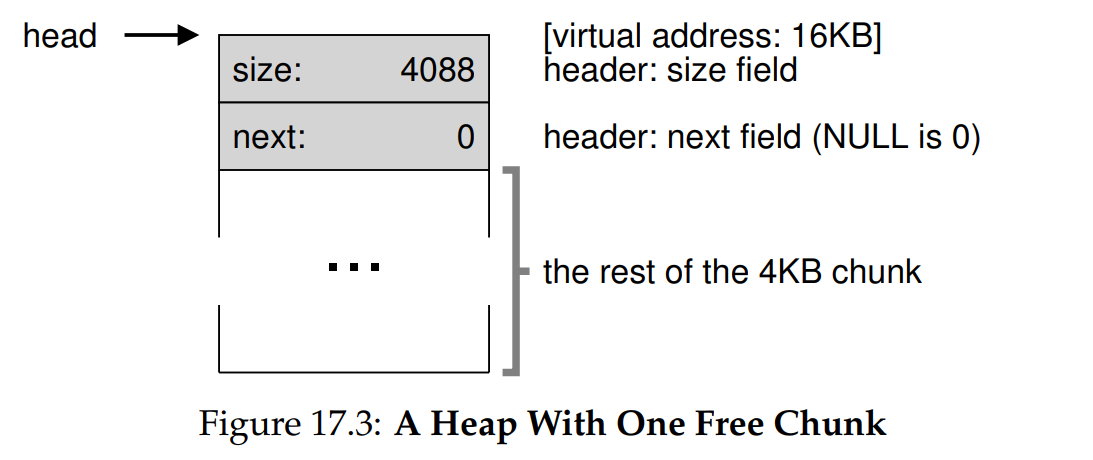 head
[virtual address: 16KB]
size: 4088
header: size field
next: 0
header: next field (NULL is 0)
...
the rest of the 4KB chunk
Figure 17.3: A Heap With One Free Chunk